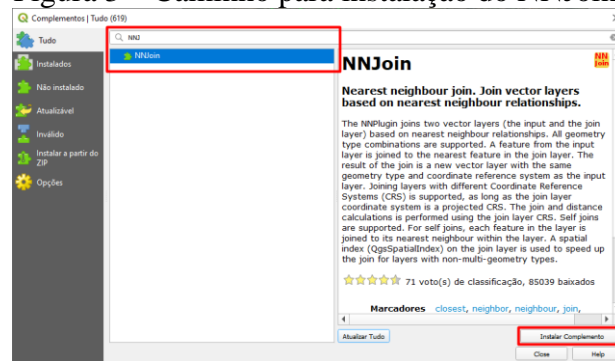 Figura 5 – Caminho para instalação do NNJoin
Complementos | Tudo (619)
Tudo
NNJ
Instalados
NNJoin
Não instalado
Atualizável
Inválido
Instalar a partir do
ZIP
Opções
NNJoin
NN
Join
Nearest neighbour join. Join vector layers
based on nearest neighbour relationships.
The NNPlugin joins two vector layers (the input and the join
layer) based on nearest neighbour relationships. All geometry
type combinations are supported. A feature from the input
layer is joined to the nearest feature in the join layer. The
result of the join is a new vector layer with the same
geometry type and coordinate reference system as the input
layer. Joining layers with different Coordinate Reference
Systems (CRS) is supported, as long as the join layer
coordinate system is a projected CRS. The join and distance
calculations is performed using the join layer CRS. Self joins
are supported. For self joins, each feature in the layer is
joined to its nearest neighbour within the layer. A spatial
index (QgsSpatialIndex) on the join layer is used to speed up
the join for layers with non-multi-geometry types.
71 voto(s) de classificação, 85039 baixados
Marcadores closest, neighbor, neighbour, join,
Atualizar Tudo
Instalar Complemento
Close
Help